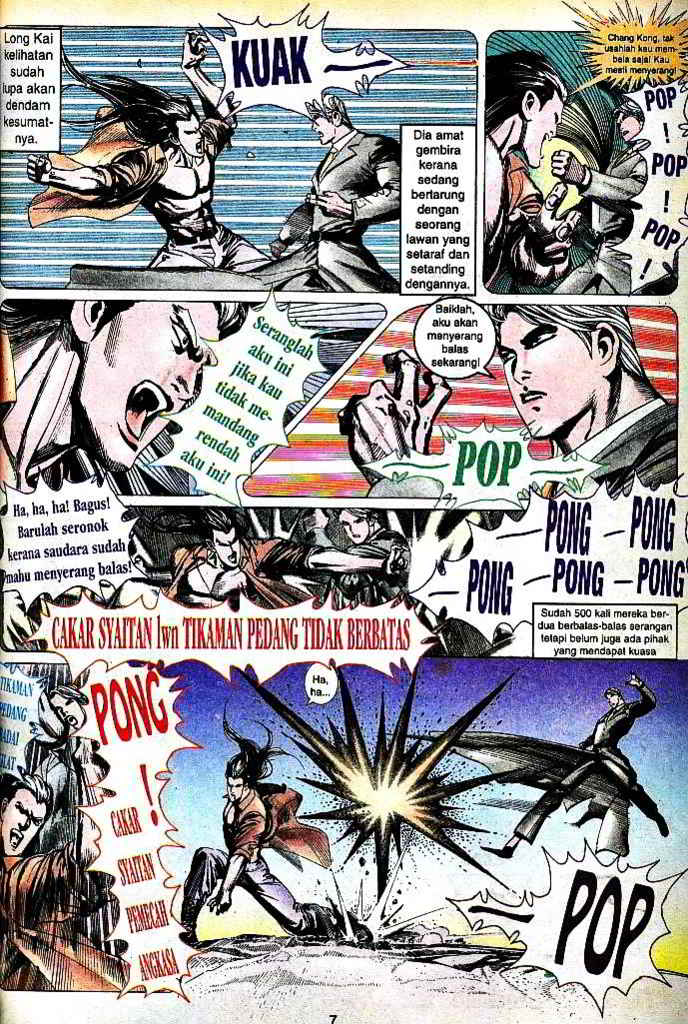 Long Kai
kelihatan
sudah
lupa akan
dendam
kesumat-
nya.
KUAK
Dia amat
gembira
kerana
sedang
bertarung
dengan
seorang
lawan yang
setaraf dan
setanding
dengannya.
Chang Kong, tak
usahlah kau mem-
bela saja! Kau
mesti menyerang!
POP
!
POP
!
POP
!
Seranglah
aku ini
jika kau
tidak me-
mandang
rendah
aku ini!
Baiklah,
aku akan
menyerang
balas
sekarang!
POP
Ha, ha, ha! Bagus!
Barulah seronok
kerana saudara sudah
mahu menyerang balas!
PONG
PONG
PONG
PONG
PONG
CAKAR SYAITAN lwn TIKAMAN PEDANG TIDAK BERBATAS
Sudah 500 kali mereka ber-
dua berbalas-balas serangan
tetapi belum juga ada pihak
yang mendapat kuasa
TIKAMAN
PEDANG
PONG
!
CAKAR
SYAITAN
PEMECAH
ANGKASA
Ha,
ha...
POP
7